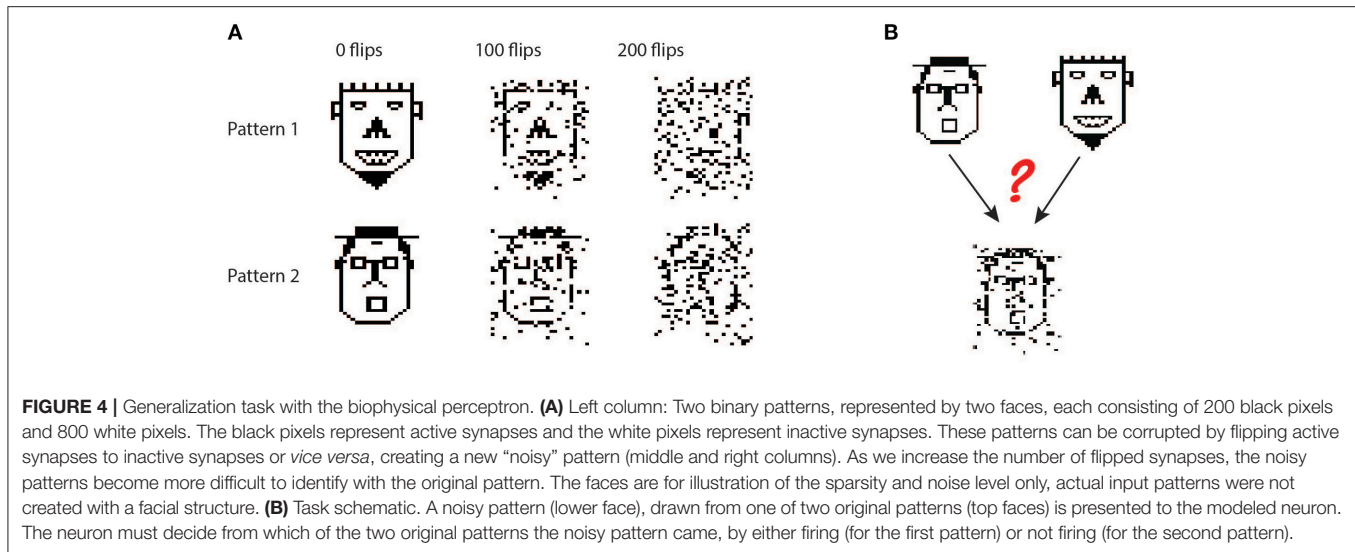 A
B
0 flips
100 flips
200 flips
Pattern 1
?
Pattern 2
FIGURE 4 | Generalization task with the biophysical perceptron. (A) Left column: Two binary patterns, represented by two faces, each consisting of 200 black pixels
and 800 white pixels. The black pixels represent active synapses and the white pixels represent inactive synapses. These patterns can be corrupted by flipping active
synapses to inactive synapses or vice versa, creating a new “noisy” pattern (middle and right columns). As we increase the number of flipped synapses, the noisy
patterns become more difficult to identify with the original pattern. The faces are for illustration of the sparsity and noise level only, actual input patterns were not
created with a facial structure. (B) Task schematic. A noisy pattern (lower face), drawn from one of two original patterns (top faces) is presented to the modeled neuron.
The neuron must decide from which of the two original patterns the noisy pattern came, by either firing (for the first pattern) or not firing (for the second pattern).